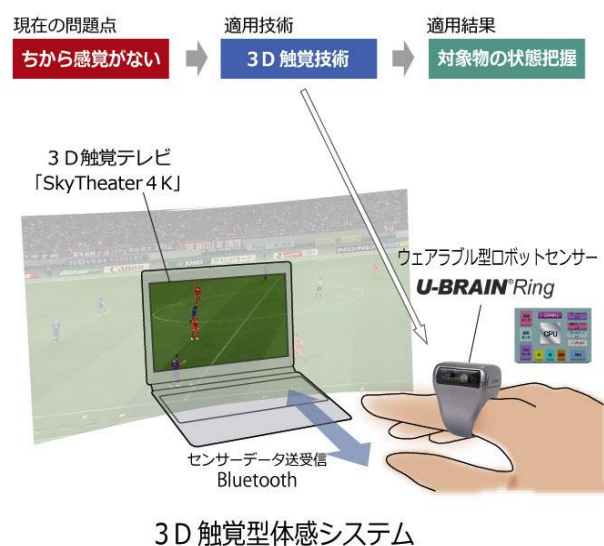 現在の問題点
適用技術
適用結果
ちから感覚がない
3D触覚技術
対象物の状態把握
3D触覚テレビ
「SkyTheater4K」
Canon
ウェアラブル型ロボットセンサー
U-BRAIN®Ring
CPU
センサーデータ送受信
Bluetooth
3D触覚型体感システム